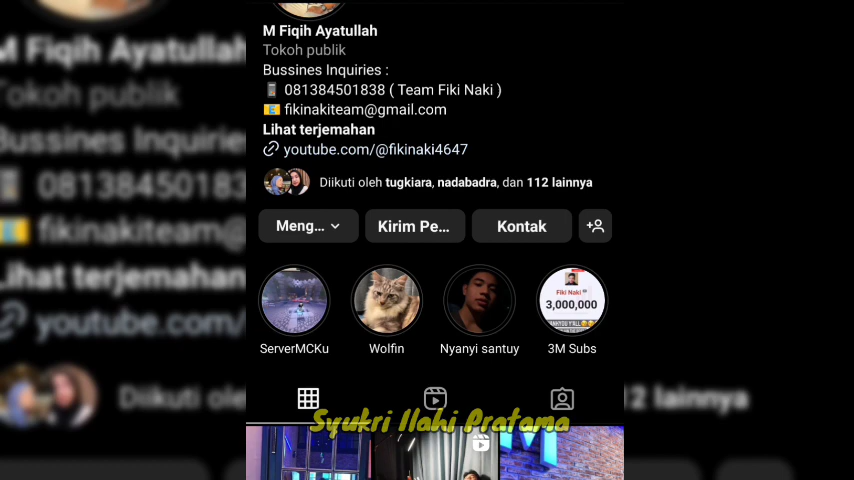 M Fiqih Ayatullah
Tokoh publik
Bussines Inquiries :
081384501838 ( Team Fiki Naki )
fikinakiteam@gmail.com
Lihat terjemahan
youtube.com/@fikinaki4647
Diikuti oleh tugkiara, nadabadra, dan 112 lainnya
Meng... Kirim Pe... Kontak
Fiki Naki
3,000,000
ServerMCKu Wolfin Nyanyi santuy 3M Subs
Syukri Ilahi Pratama
M